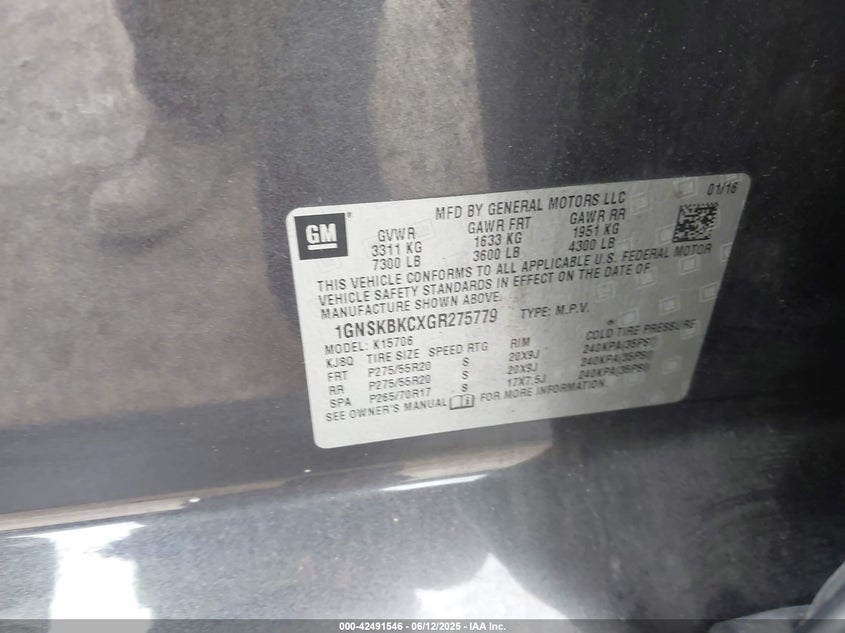 GM
MFD BY GENERAL MOTORS LLC 01/16
GVWR GAWR FRT GAWR RR
3311 KG 1633 KG 1951 KG
7300 LB 3600 LB 4300 LB
THIS VEHICLE CONFORMS TO ALL APPLICABLE U.S. FEDERAL MOTOR
VEHICLE SAFETY STANDARDS IN EFFECT ON THE DATE OF
MANUFACTURE SHOWN ABOVE.
1GNSKBKCXGR275779 TYPE: M.P.V.
MODEL: K15706
KJ8Q TIRE SIZE SPEED RTG RIM COLD TIRE PRESSURE
FRT P275/55R20 S 20X9J 240KPA(35PSI)
RR P275/55R20 S 20X9J 240KPA(35PSI)
SPA P265/70R17 S 17X7.5J 240KPA(35PSI)
SEE OWNER'S MANUAL FOR MORE INFORMATION.
000-42491546 - 06/12/2025 - IAA Inc.